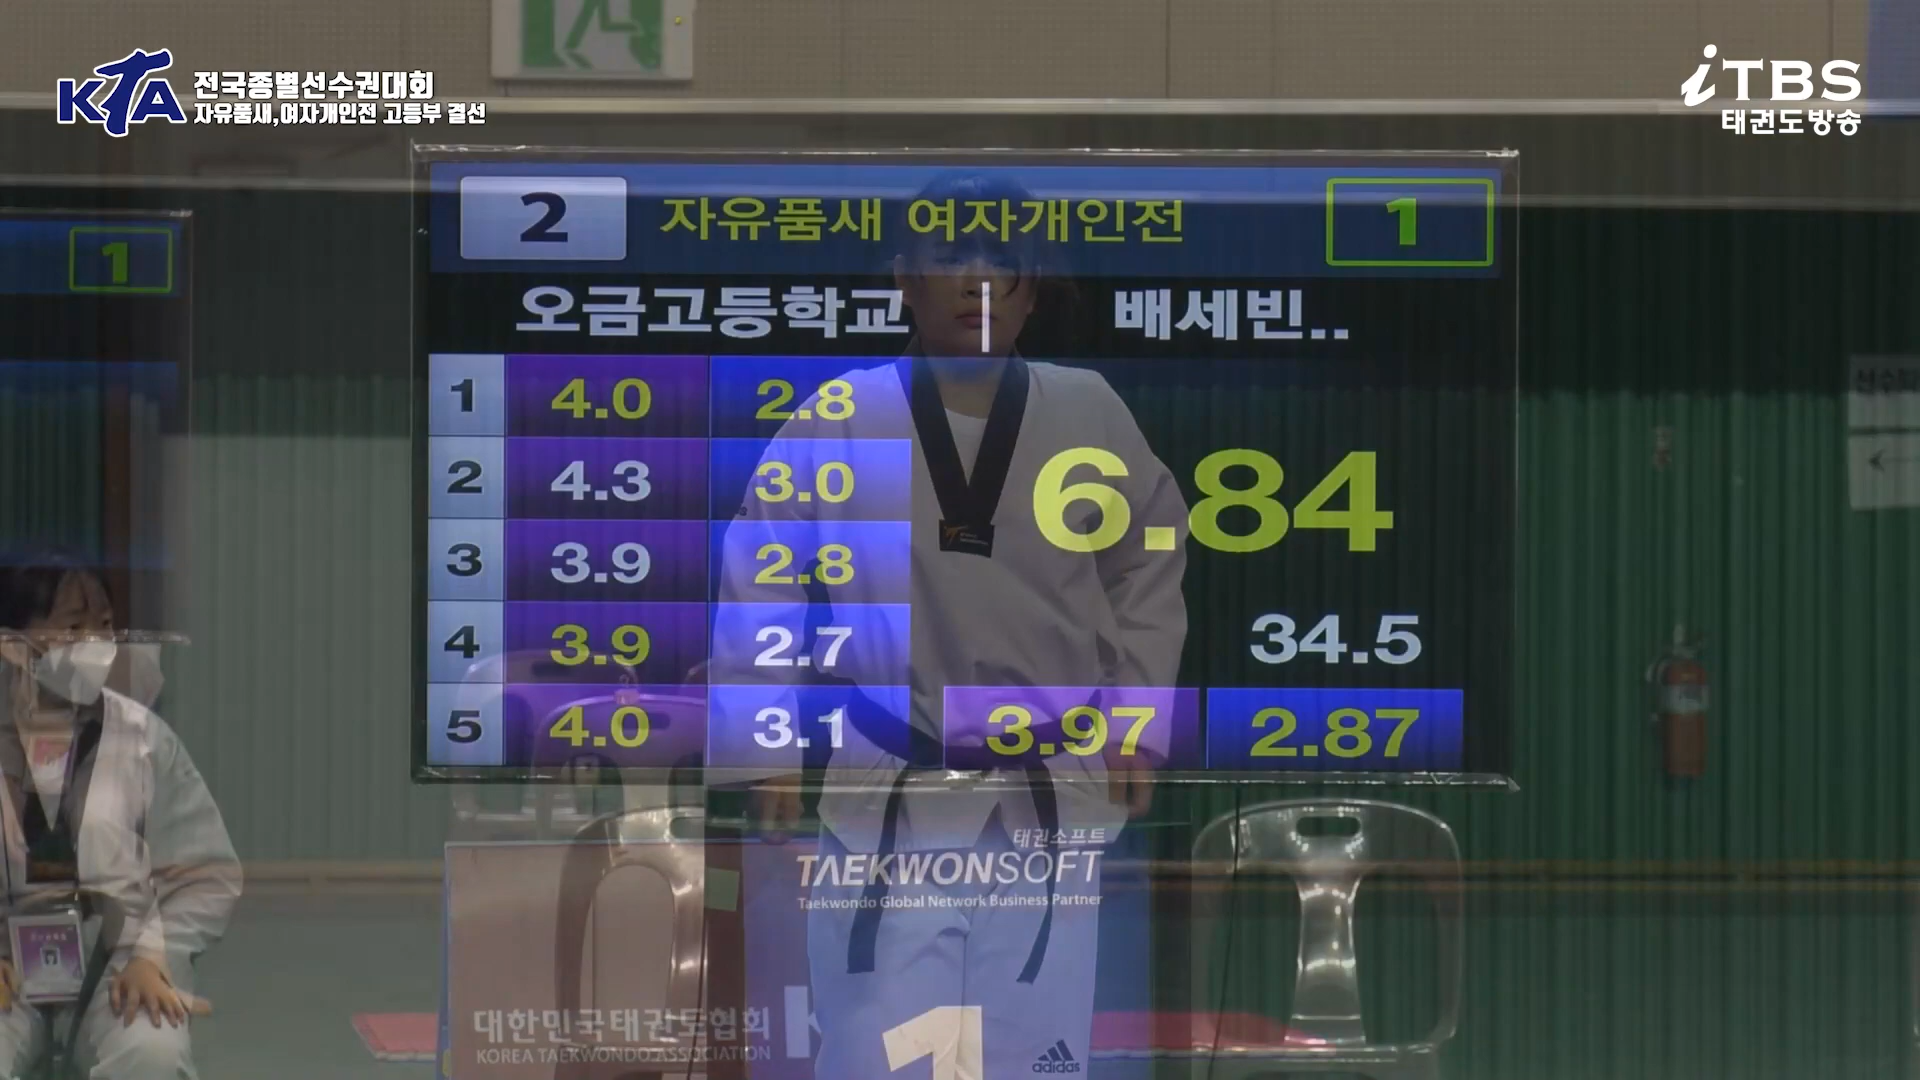 KTA 전국종별선수권대회
자유품새,여자개인전 고등부 결선
iTBS
태권도방송
1
2 자유품새 여자개인전 1
오금고등학교 | 배세빈..
1 4.0 2.8
2 4.3 3.0
3 3.9 2.8
4 3.9 2.7
5 4.0 3.1
6.84
34.5
3.97 2.87
태권소프트
TAEKWONSOFT
Taekwondo Global Network Business Partner
대한민국태권도협회 K
KOREA TAEKWONDO ASSOCIATION
1
adidas